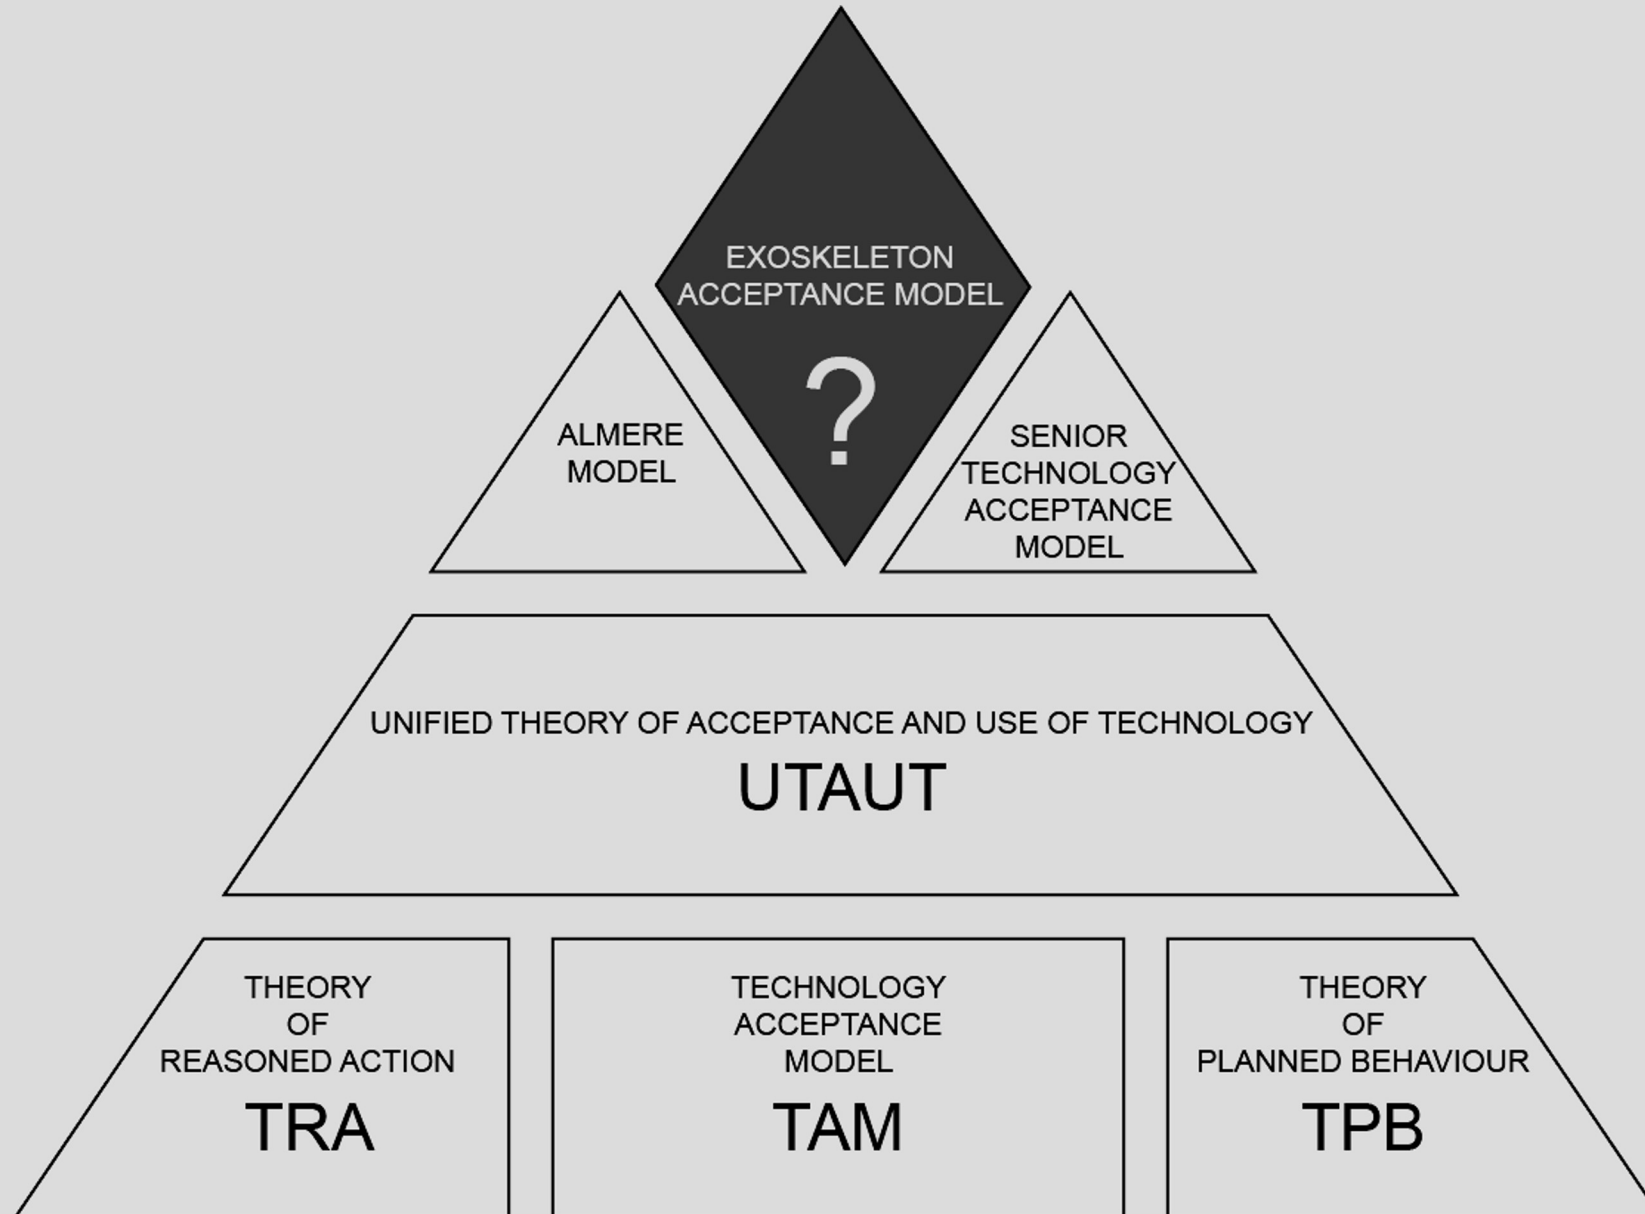 EXOSKELETON
ACCEPTANCE MODEL
?
ALMERE
MODEL
SENIOR
TECHNOLOGY
ACCEPTANCE
MODEL
UNIFIED THEORY OF ACCEPTANCE AND USE OF TECHNOLOGY
UTAUT
THEORY
OF
REASONED ACTION
TRA
TECHNOLOGY
ACCEPTANCE
MODEL
TAM
THEORY
OF
PLANNED BEHAVIOUR
TPB